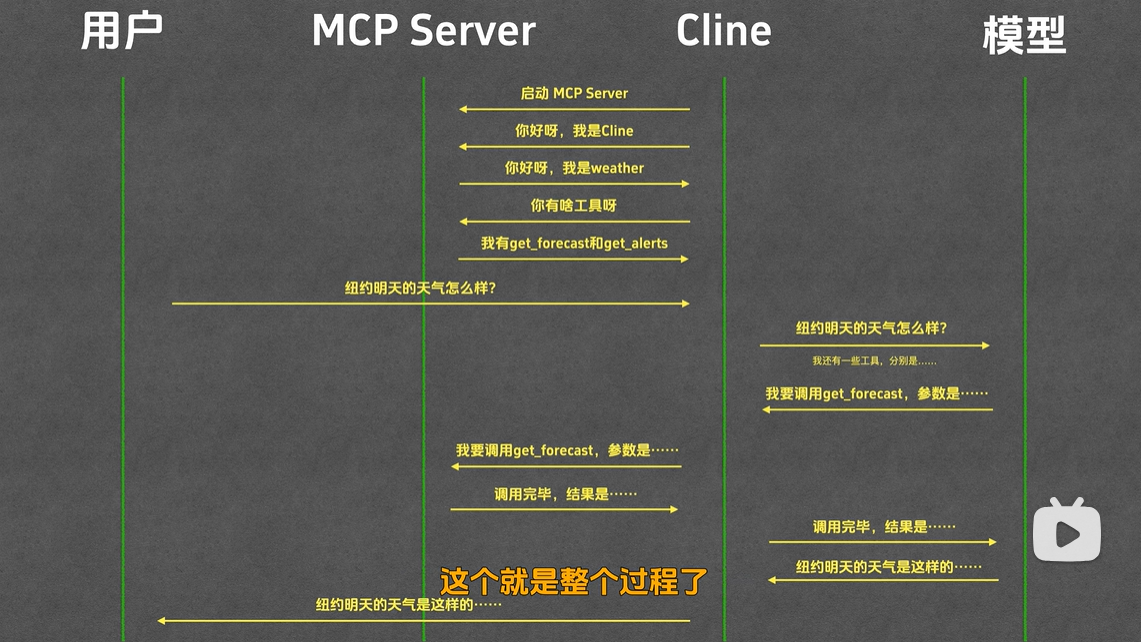 用户 MCP Server Cline 模型
启动 MCP Server
你好呀，我是Cline
你好呀，我是weather
你有啥工具呀
我有get_forecast和get_alerts
纽约明天的天气怎么样？
纽约明天的天气怎么样？
我还有一些工具，分别是……
我要调用get_forecast，参数是……
我要调用get_forecast，参数是……
调用完毕，结果是……
调用完毕，结果是……
纽约明天的天气是这样的……
这个就是整个过程了
纽约明天的天气是这样的……